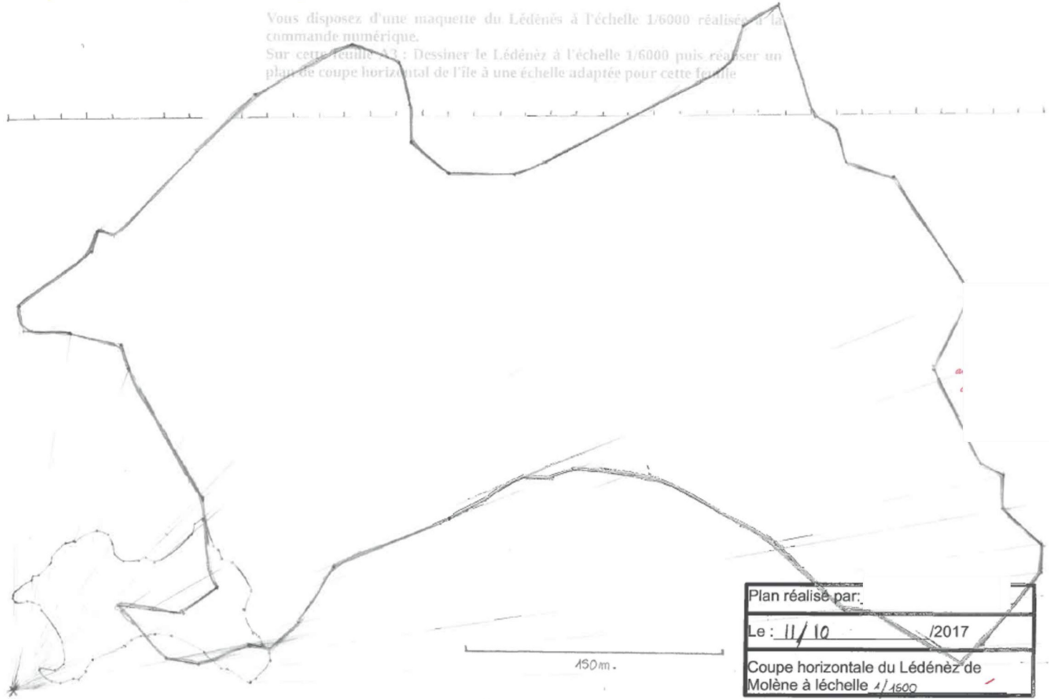 Vous disposez d'une maquette du Lédénès à l'échelle 1/6000 réalisée à la
commande numérique.
Sur cette feuille A3 : Dessiner le Lédénèz à l'échelle 1/6000 puis réaliser un
plan de coupe horizontal de l'île à une échelle adaptée pour cette feuille
150m.
Plan réalisé par:
Le : 11/10 /2017
Coupe horizontale du Lédénèz de
Molène à léchelle 1/1500